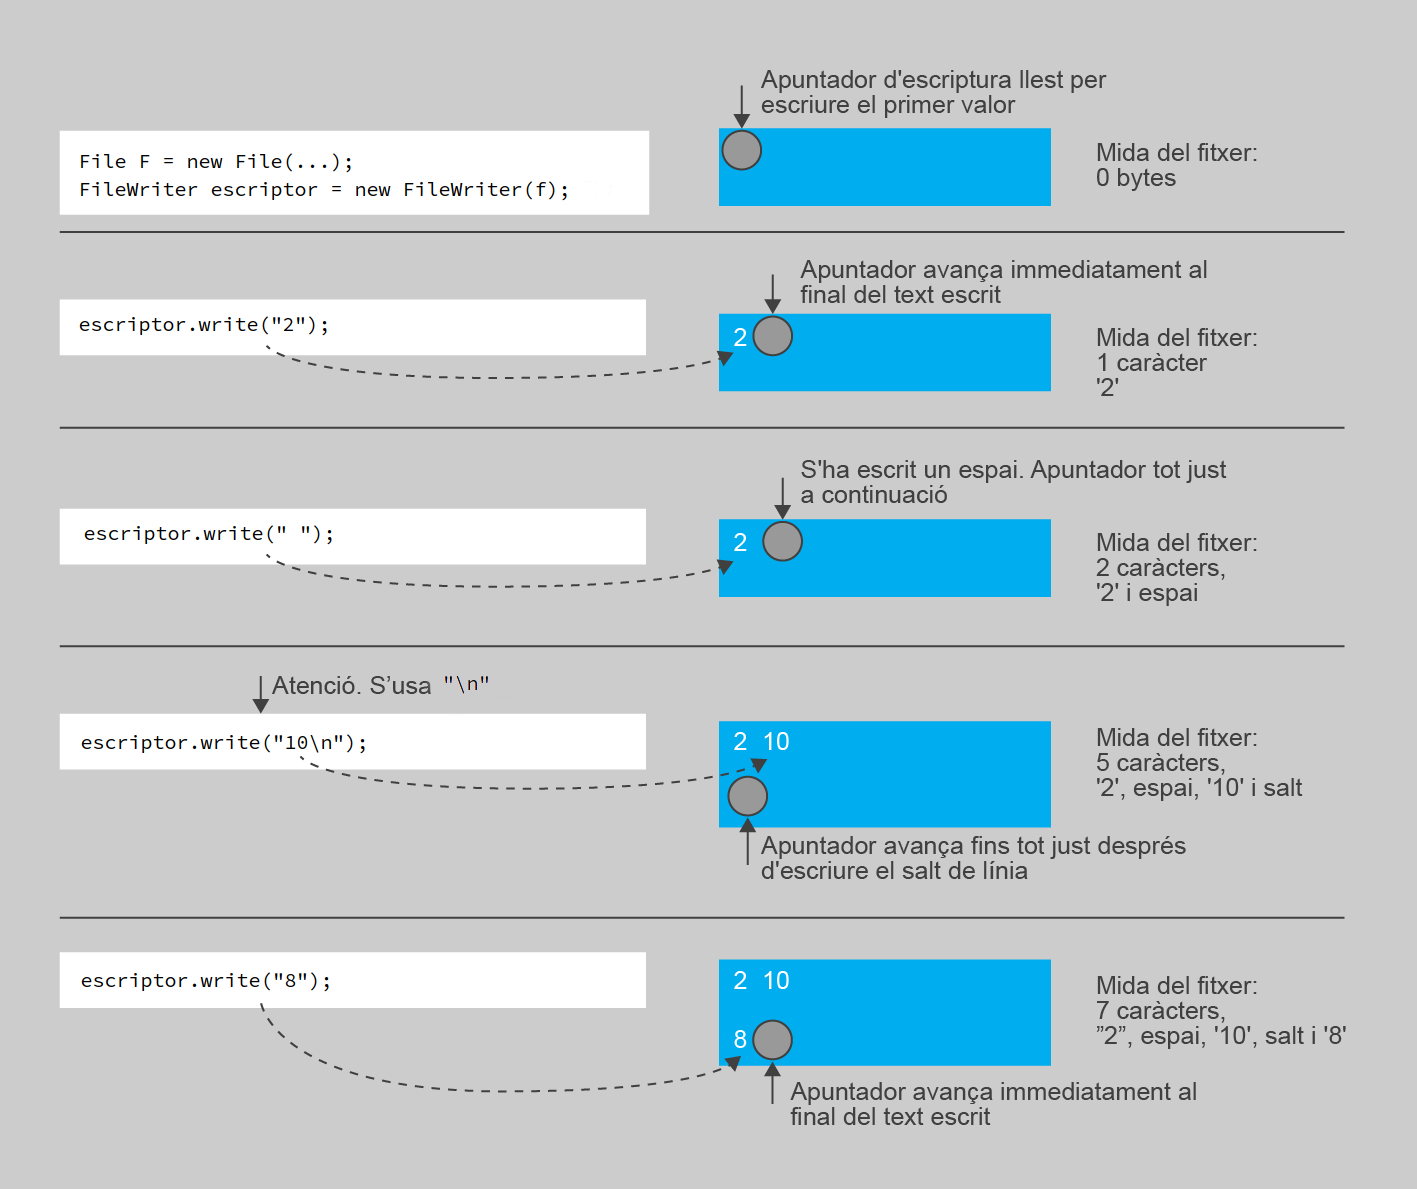 Apuntador d'escriptura llest per
escriure el primer valor
File F = new File(...);
FileWriter escriptor = new FileWriter(f);
Mida del fitxer:
0 bytes
Apuntador avança immediatament al
final del text escrit
escriptor.write("2");
2
Mida del fitxer:
1 caràcter
'2'
S'ha escrit un espai. Apuntador tot just
a continuació
escriptor.write(" ");
2
Mida del fitxer:
2 caràcters,
'2' i espai
Atenció. S’usa "\n"
escriptor.write("10\n");
2 10
Mida del fitxer:
5 caràcters,
'2', espai, '10' i salt
Apuntador avança fins tot just després
d'escriure el salt de línia
escriptor.write("8");
2 10
8
Mida del fitxer:
7 caràcters,
”2”, espai, '10', salt i '8'
Apuntador avança immediatament al
final del text escrit